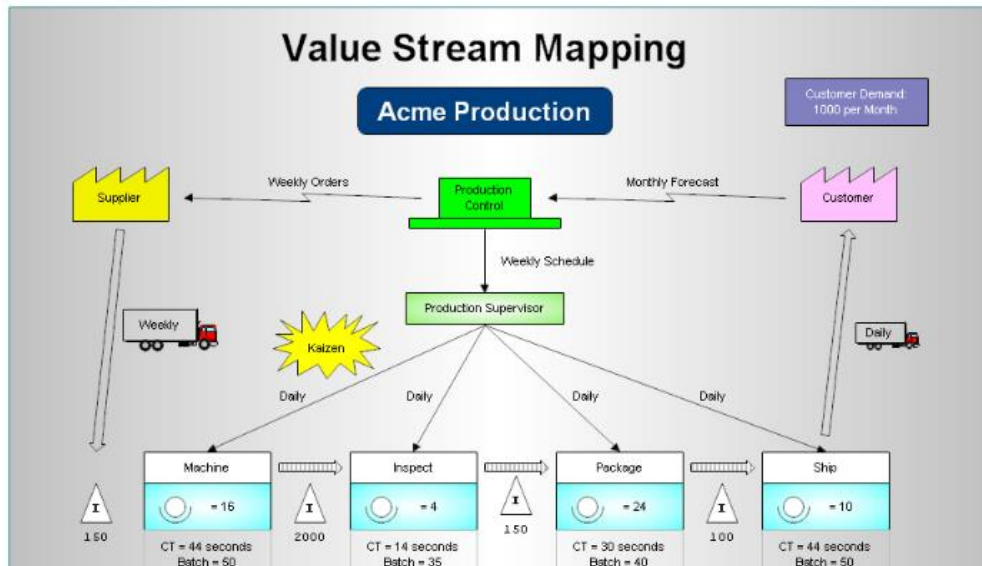 Value Stream Mapping
Acme Production
Customer Demand:
1000 per Month
Supplier
Weekly Orders
Production
Control
Monthly Forecast
Customer
Weekly Schedule
Production Supervisor
Weekly
Kaizen
Daily
Daily
Daily
Daily
Daily
Machine
Inspect
Package
Ship
I
= 16
I
= 4
I
= 24
I
= 10
150
2000
150
100
CT = 44 seconds
Batch = 50
CT = 14 seconds
Batch = 35
CT = 30 seconds
Batch = 40
CT = 44 seconds
Batch = 50